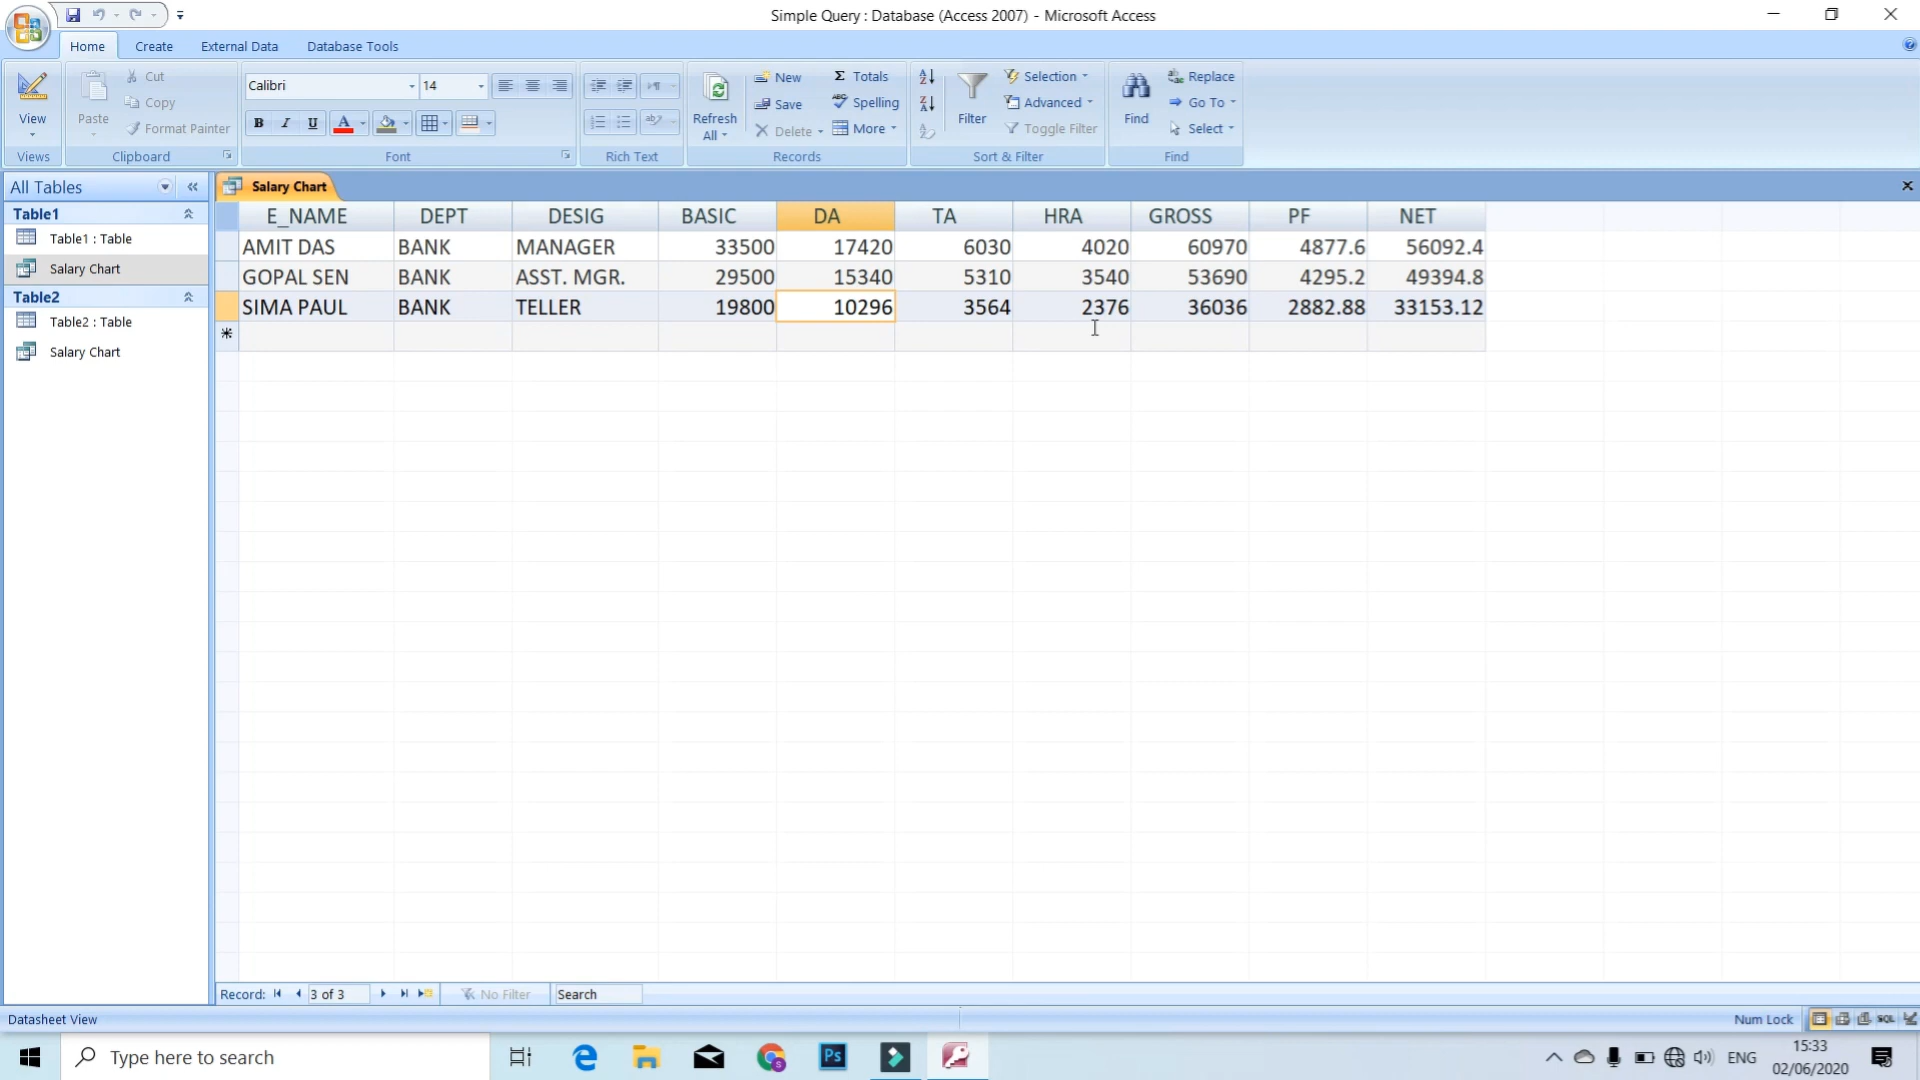 Simple Query : Database (Access 2007) - Microsoft Access
Home Create External Data Database Tools
View
Views
Paste
Cut
Copy
Format Painter
Clipboard
Calibri 14
B I U A
Font
Rich Text
Refresh All
New
Save
Delete
Σ Totals
Spelling
More
Records
Filter
Selection
Advanced
Toggle Filter
Sort & Filter
Find
Replace
Go To
Select
Find
All Tables
Table1
Table1 : Table
Salary Chart
Table2
Table2 : Table
Salary Chart
Salary Chart
E_NAME DEPT DESIG BASIC DA TA HRA GROSS PF NET
AMIT DAS BANK MANAGER 33500 17420 6030 4020 60970 4877.6 56092.4
GOPAL SEN BANK ASST. MGR. 29500 15340 5310 3540 53690 4295.2 49394.8
SIMA PAUL BANK TELLER 19800 10296 3564 2376 36036 2882.88 33153.12
Record: 3 of 3 No Filter Search
Datasheet View Num Lock SQL
Type here to search Ps ENG
15:33
02/06/2020